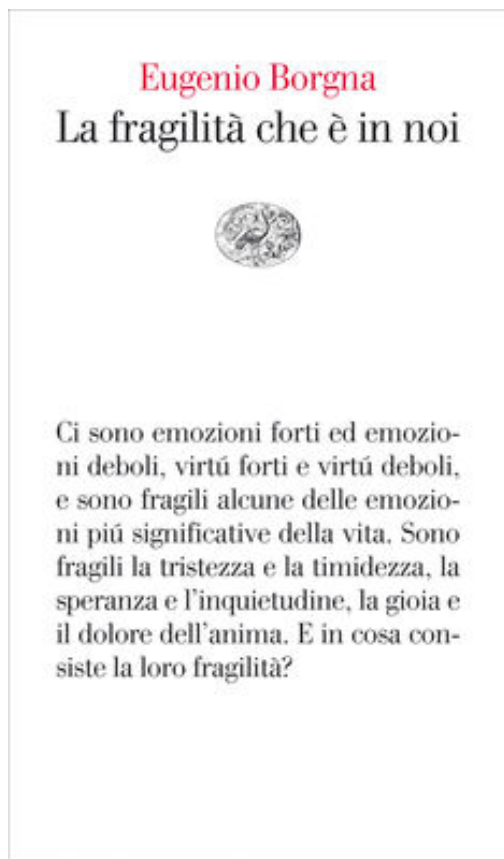 Eugenio Borgna
La fragilità che è in noi
Ci sono emozioni forti ed emozio-
ni deboli, virtú forti e virtú deboli,
e sono fragili alcune delle emozio-
ni piú significative della vita. Sono
fragili la tristezza e la timidezza, la
speranza e l'inquietudine, la gioia e
il dolore dell'anima. E in cosa con-
siste la loro fragilità?